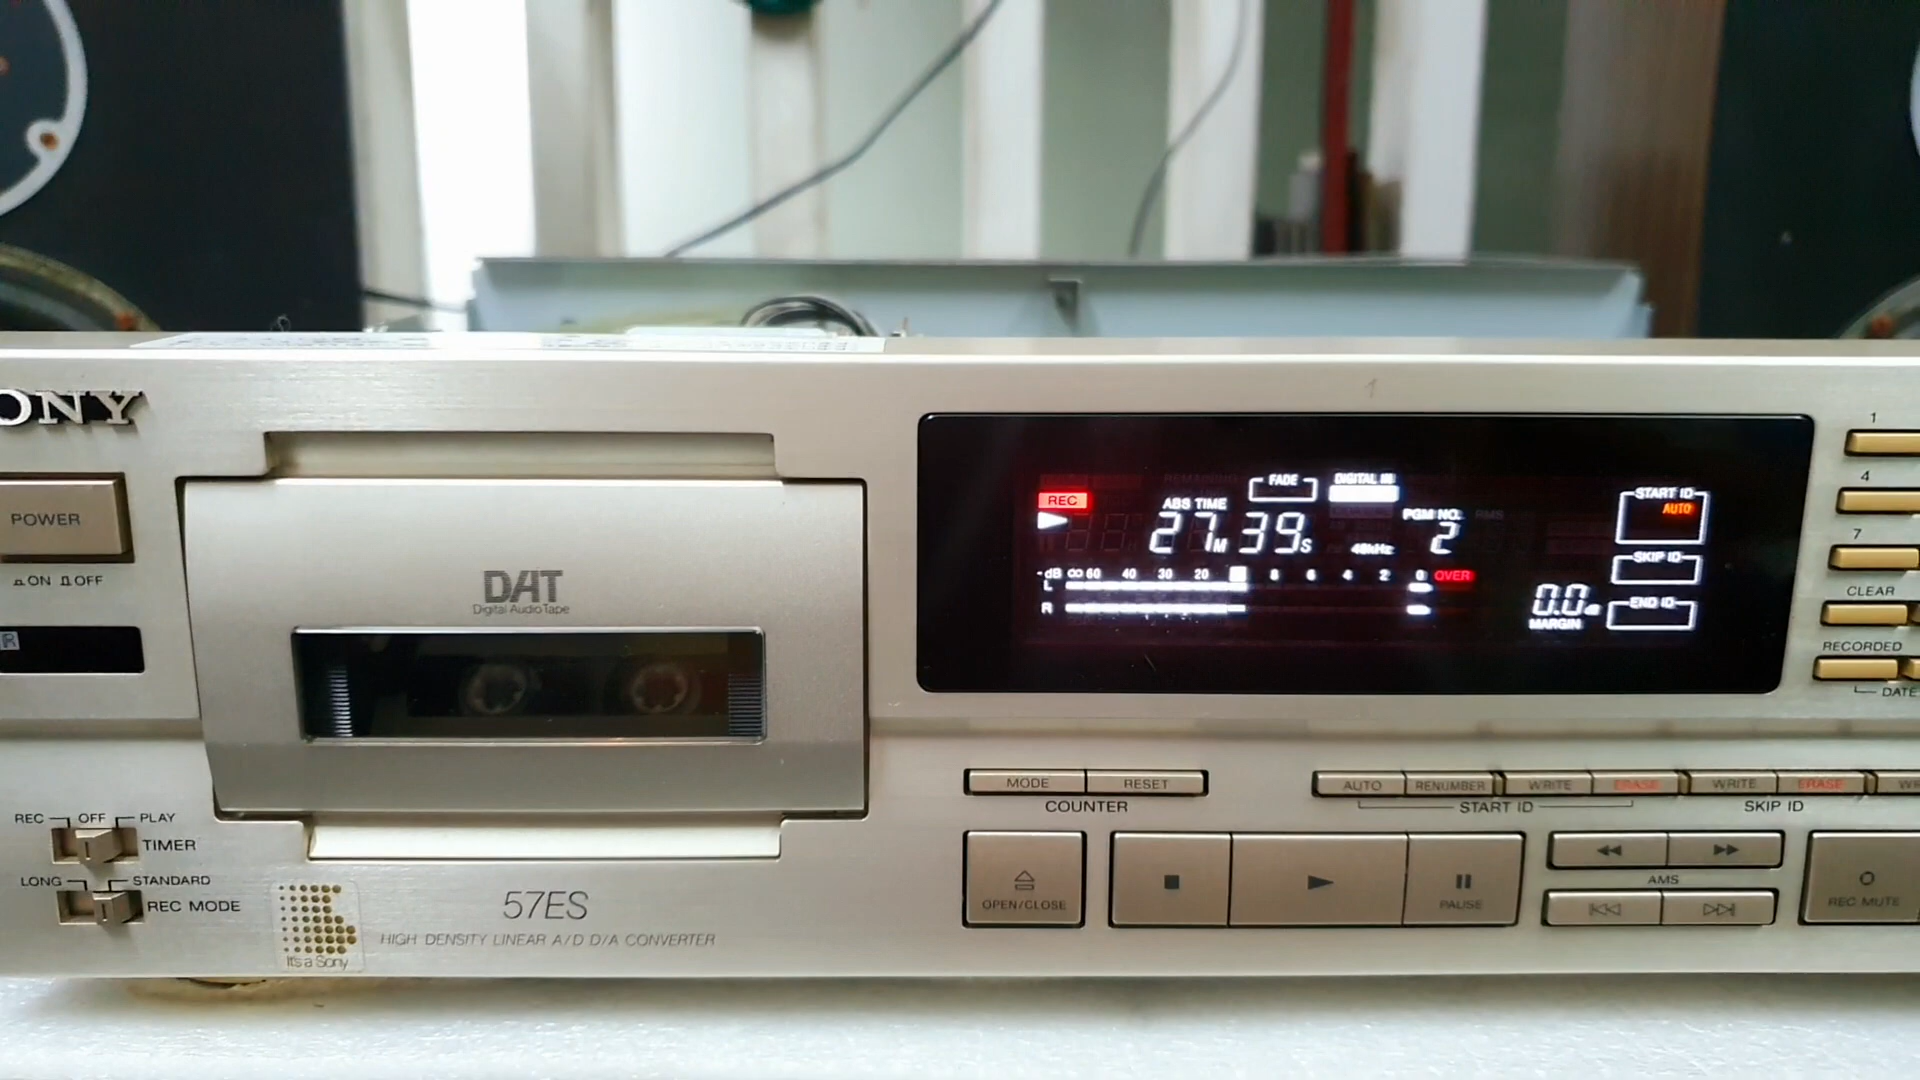 ONY
POWER
ON OFF
R
DAT
Digital Audio Tape
REC OFF PLAY
TIMER
LONG STANDARD
REC MODE
It's a Sony
57ES
HIGH DENSITY LINEAR A/D D/A CONVERTER
REC
ABS TIME
FADE
27M 39S
48kHz
PGM NO.
2
START ID
AUTO
SKIP ID
END ID
-dB ∞ 60 40 30 20 8 6 4 2 0 OVER
L
R
0.0 dB
MARGIN
1
4
7
CLEAR
RECORDED
DATE
MODE RESET
COUNTER
AUTO RENUMBER WRITE ERASE
START ID
WRITE ERASE
SKIP ID
OPEN/CLOSE
PAUSE
AMS
REC MUTE